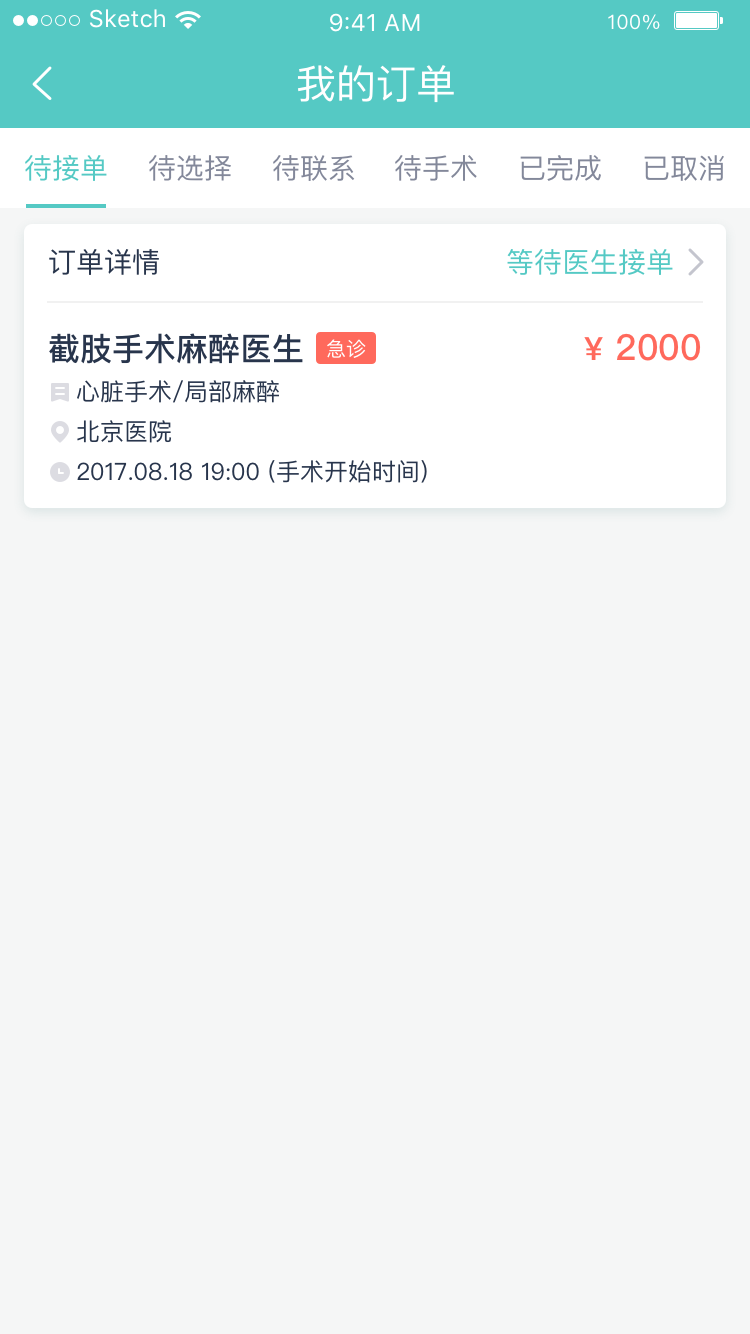 Sketch 9:41 AM 100%
我的订单
待接单 待选择 待联系 待手术 已完成 已取消
订单详情 等待医生接单
截肢手术麻醉医生 急诊 ¥ 2000
心脏手术/局部麻醉
北京医院
2017.08.18 19:00 (手术开始时间)